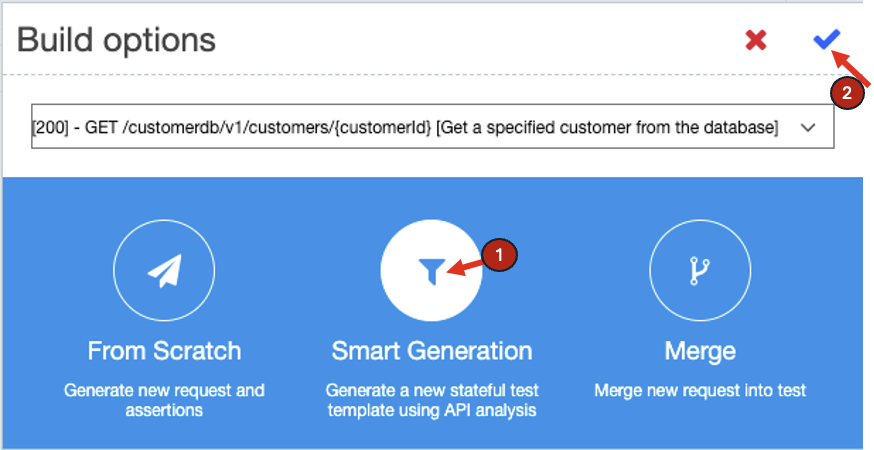 Build options
2
[200] - GET /customerdb/v1/customers/{customerId} [Get a specified customer from the database]
1
From Scratch
Smart Generation
Merge
Generate new request and
assertions
Generate a new stateful test
template using API analysis
Merge new request into test